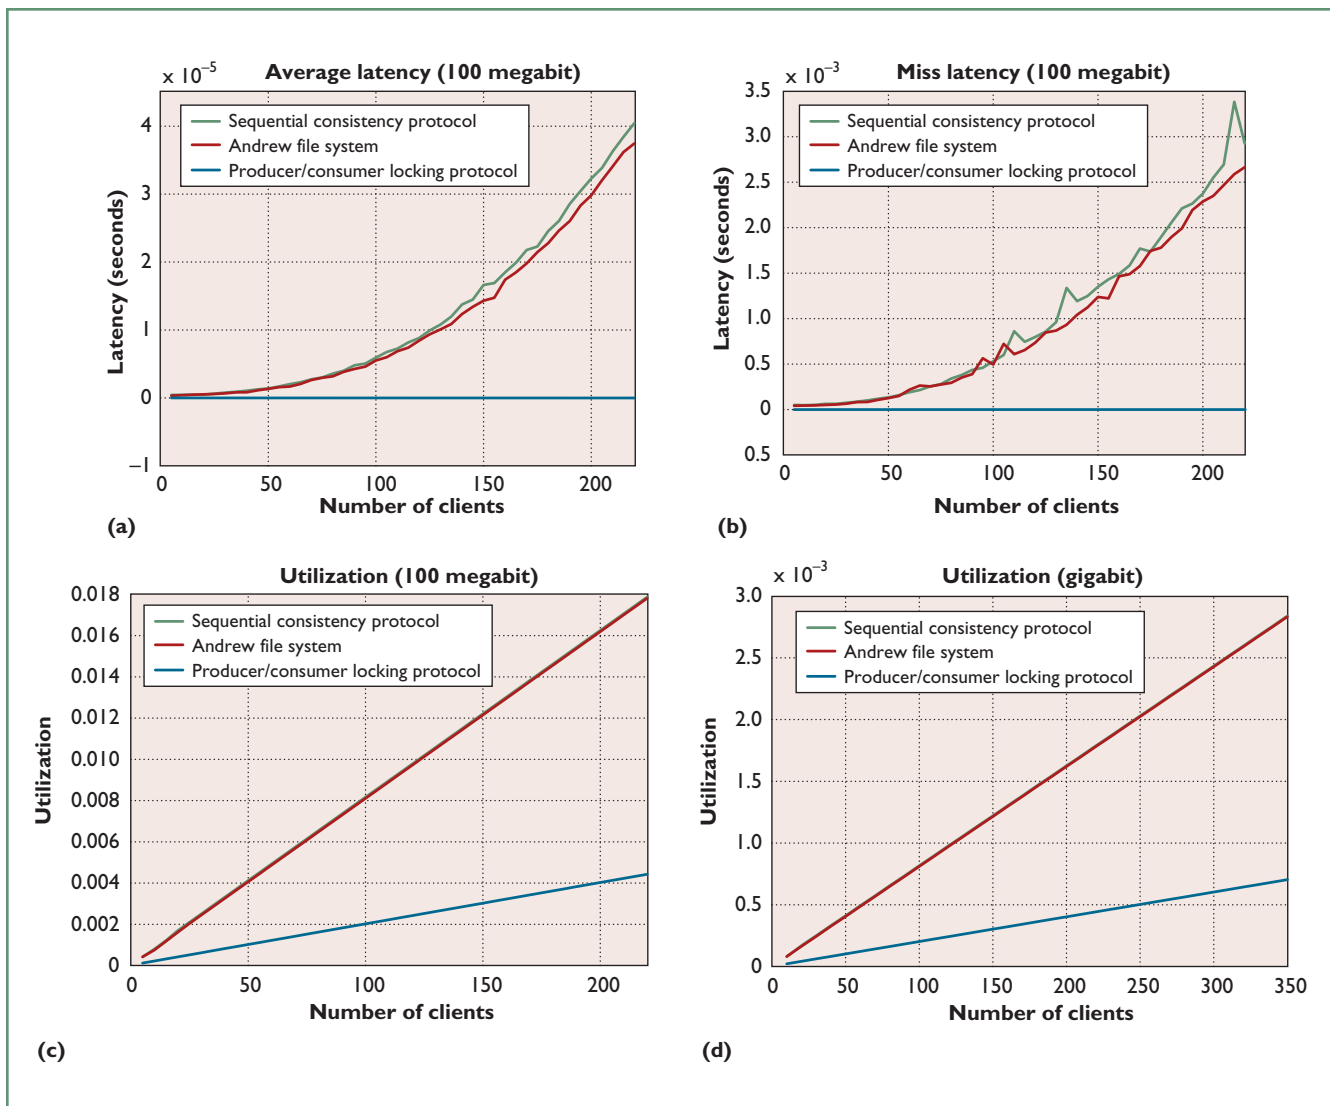 Average latency (100 megabit)
x 10⁻⁵
Sequential consistency protocol
Andrew file system
Producer/consumer locking protocol
4
3
2
1
0
–1
Latency (seconds)
0 50 100 150 200
Number of clients
(a)
Miss latency (100 megabit)
x 10⁻³
Sequential consistency protocol
Andrew file system
Producer/consumer locking protocol
3.5
3.0
2.5
2.0
1.5
1.0
0.5
0
0.5
Latency (seconds)
0 50 100 150 200
Number of clients
(b)
Utilization (100 megabit)
Sequential consistency protocol
Andrew file system
Producer/consumer locking protocol
0.018
0.016
0.014
0.012
0.010
0.008
0.006
0.004
0.002
0
Utilization
0 50 100 150 200
Number of clients
(c)
Utilization (gigabit)
x 10⁻³
Sequential consistency protocol
Andrew file system
Producer/consumer locking protocol
3.0
2.5
2.0
1.5
1.0
0.5
0
Utilization
0 50 100 150 200 250 300 350
Number of clients
(d)